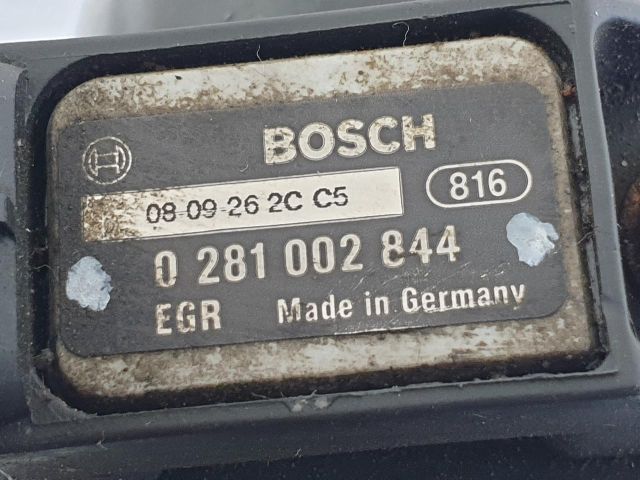 BOSCH
08-09-26 2C C5
816
0 281 002 844
EGR Made in Germany